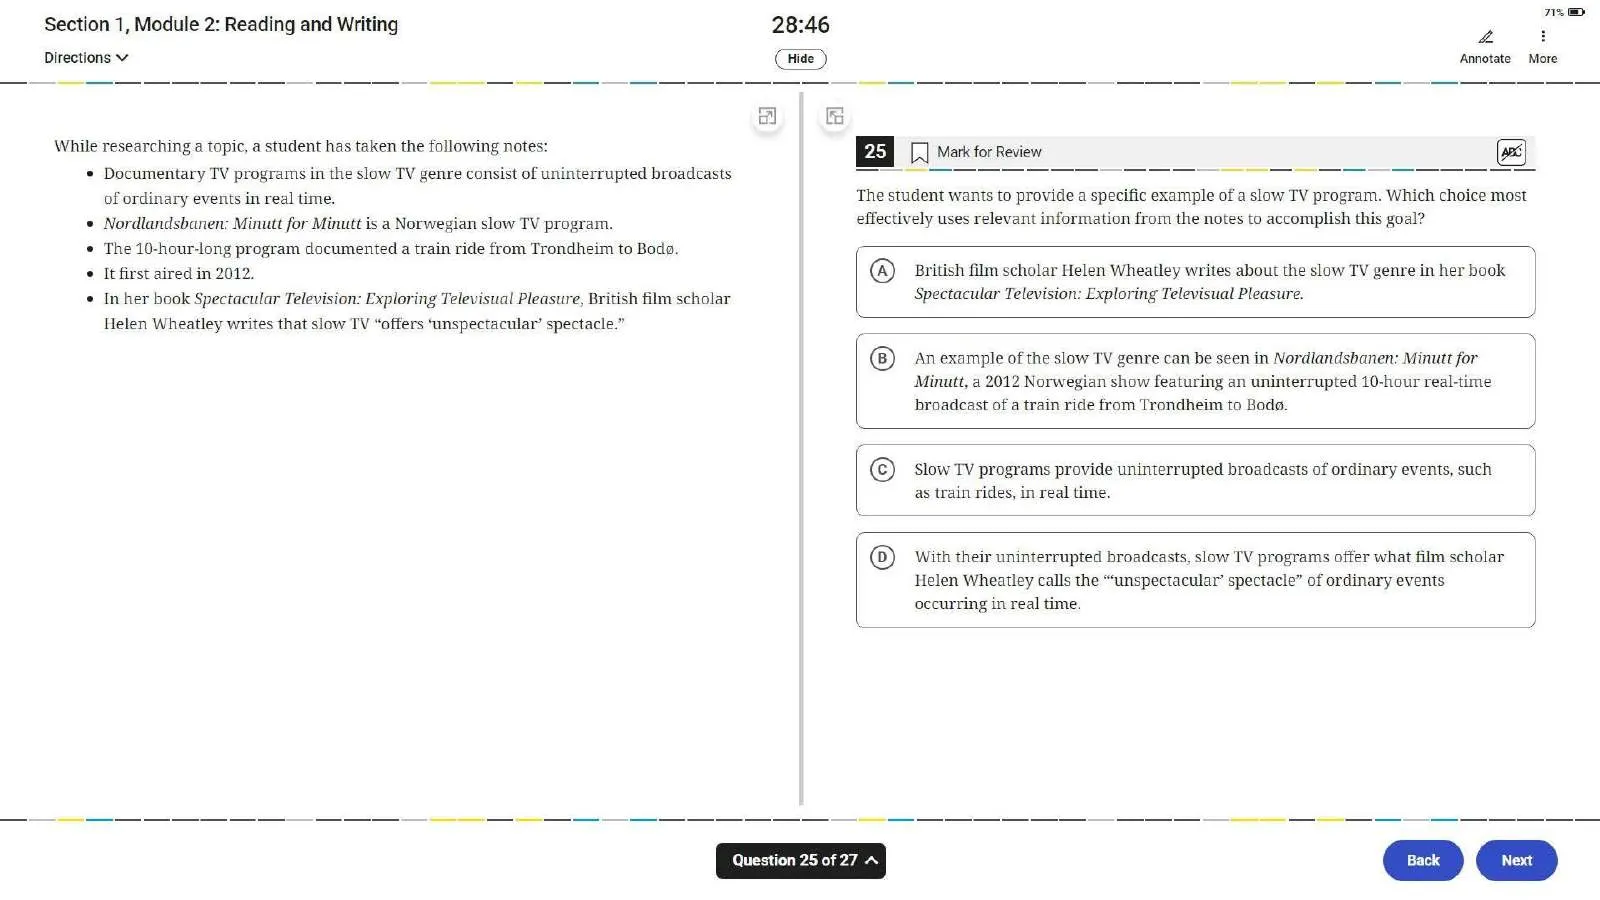 Section 1, Module 2: Reading and Writing
28:46
71%
Directions
Hide
Annotate
More
While researching a topic, a student has taken the following notes:
• Documentary TV programs in the slow TV genre consist of uninterrupted broadcasts
of ordinary events in real time.
• Nordlandsbanen: Minutt for Minutt is a Norwegian slow TV program.
• The 10-hour-long program documented a train ride from Trondheim to Bodø.
• It first aired in 2012.
• In her book Spectacular Television: Exploring Televisual Pleasure, British film scholar
Helen Wheatley writes that slow TV “offers ‘unspectacular’ spectacle.”
25
Mark for Review
ABC
The student wants to provide a specific example of a slow TV program. Which choice most
effectively uses relevant information from the notes to accomplish this goal?
A
British film scholar Helen Wheatley writes about the slow TV genre in her book
Spectacular Television: Exploring Televisual Pleasure.
B
An example of the slow TV genre can be seen in Nordlandsbanen: Minutt for
Minutt, a 2012 Norwegian show featuring an uninterrupted 10-hour real-time
broadcast of a train ride from Trondheim to Bodø.
C
Slow TV programs provide uninterrupted broadcasts of ordinary events, such
as train rides, in real time.
D
With their uninterrupted broadcasts, slow TV programs offer what film scholar
Helen Wheatley calls the “‘unspectacular’ spectacle” of ordinary events
occurring in real time.
Question 25 of 27
Back
Next